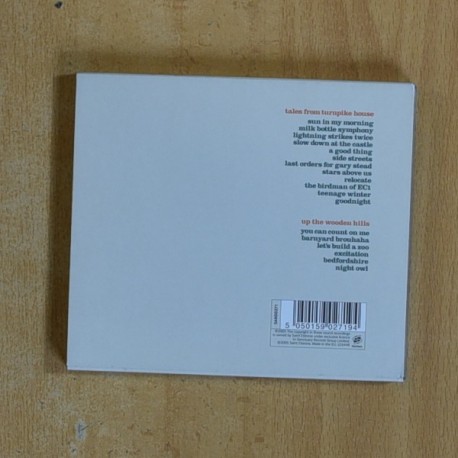 tales from turnpike house
sun in my morning
milk bottle symphony
lightning strikes twice
slow down at the castle
a good thing
side streets
last orders for gary stead
stars above us
relocate
the birdman of EC1
teenage winter
goodnight
up the wooden hills
you can count on me
barnyard brouhaha
let's build a zoo
excitation
bedfordshire
night owl
5 050159 027194